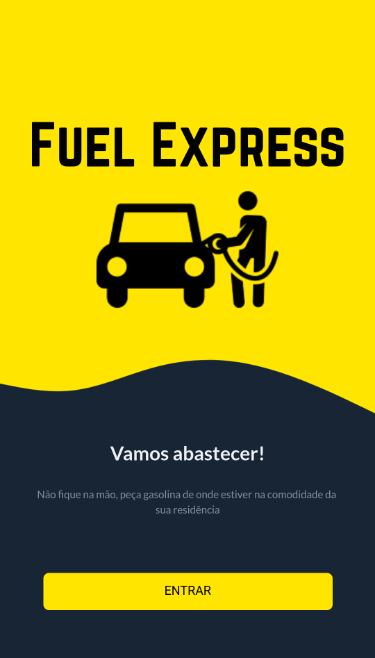 FUEL EXPRESS
Vamos abastecer!
Não fique na mão, peça gasolina de onde estiver na comodidade da
sua residência
ENTRAR